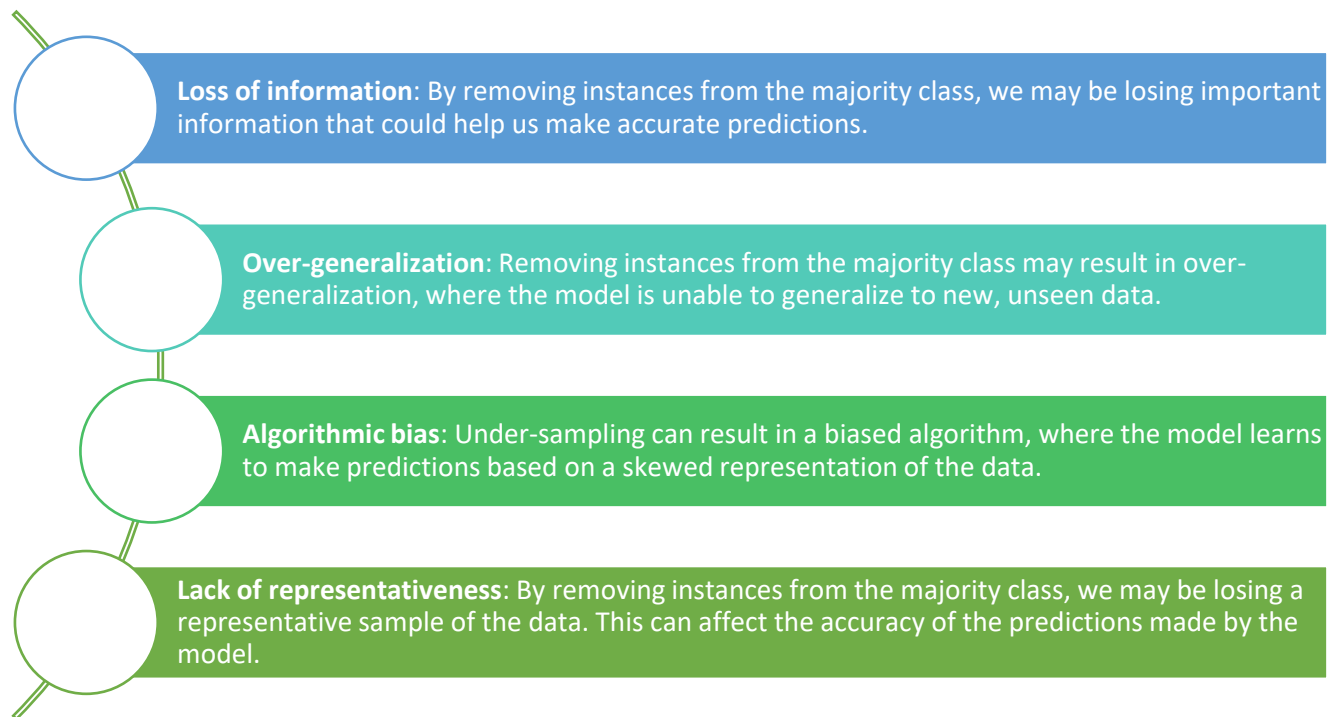 Loss of information: By removing instances from the majority class, we may be losing important
information that could help us make accurate predictions.
Over-generalization: Removing instances from the majority class may result in over-
generalization, where the model is unable to generalize to new, unseen data.
Algorithmic bias: Under-sampling can result in a biased algorithm, where the model learns
to make predictions based on a skewed representation of the data.
Lack of representativeness: By removing instances from the majority class, we may be losing a
representative sample of the data. This can affect the accuracy of the predictions made by the
model.